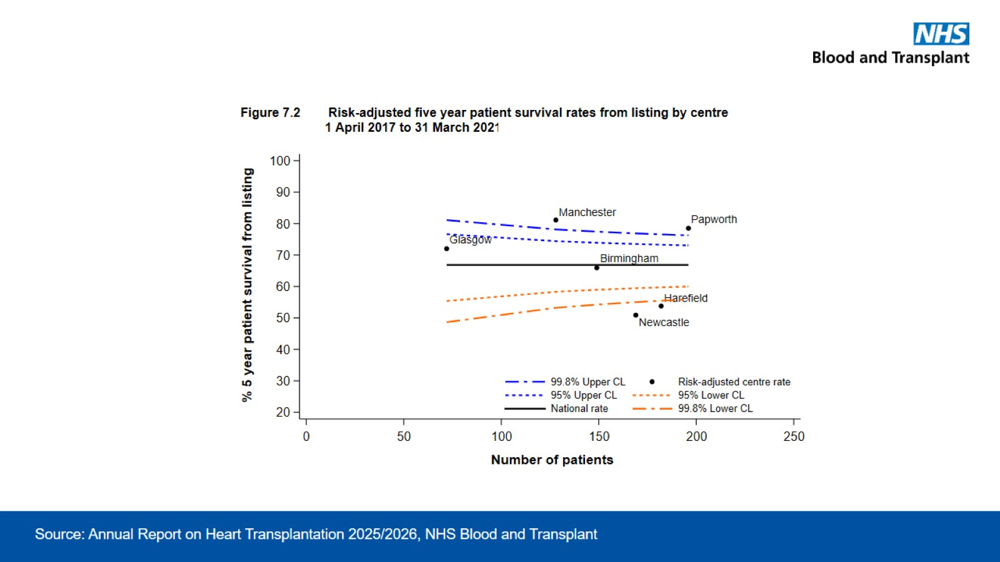 NHS
Blood and Transplant
Figure 7.2 Risk-adjusted five year patient survival rates from listing by centre
1 April 2017 to 31 March 2021
% 5 year patient survival from listing
100
90
80
70
60
50
40
30
20
Manchester
Papworth
Glasgow
Birmingham
Harefield
Newcastle
99.8% Upper CL
Risk-adjusted centre rate
95% Upper CL
95% Lower CL
National rate
99.8% Lower CL
0 50 100 150 200 250
Number of patients
Source: Annual Report on Heart Transplantation 2025/2026, NHS Blood and Transplant